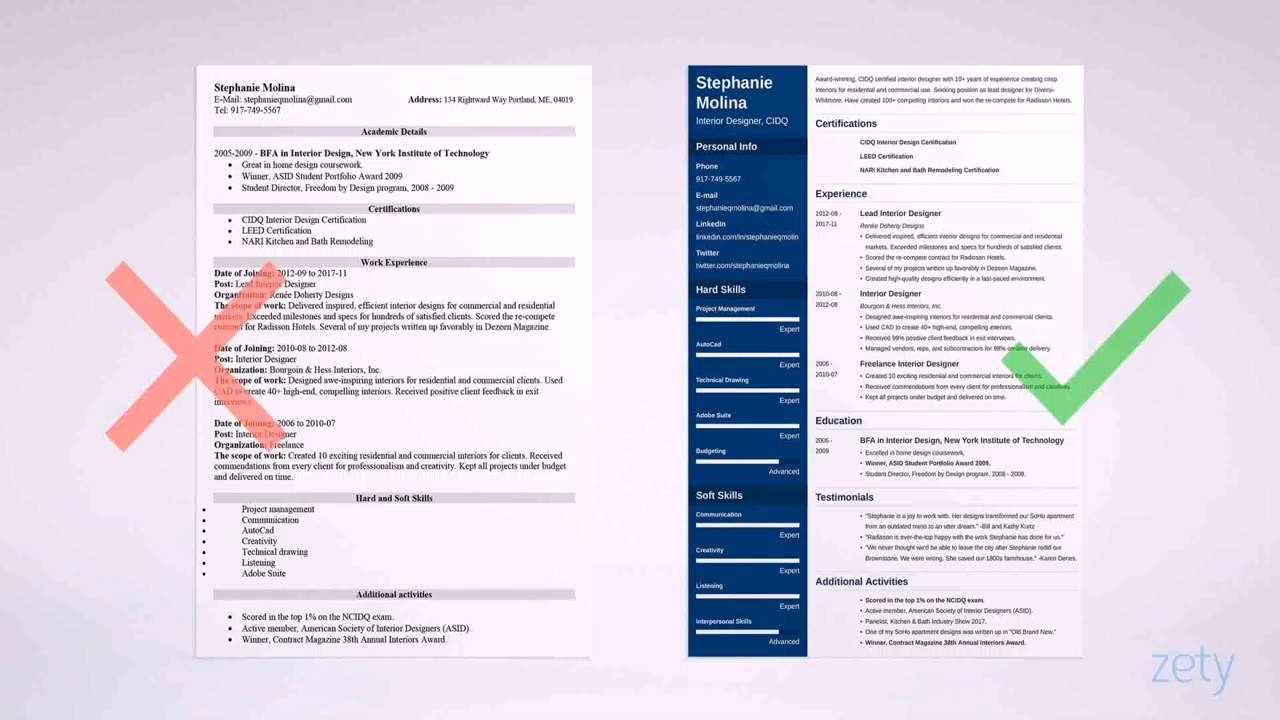 Stephanie Molina
E-Mail: stephanieqmolina@gmail.com
Address: 134 Rightward Way Portland, ME, 04019
Tel: 917-749-5567
Academic Details
2005-2009 - BFA in Interior Design, New York Institute of Technology
• Great in home design coursework.
• Winner, ASID Student Portfolio Award 2009
• Student Director, Freedom by Design program, 2008 - 2009
Certifications
• CIDQ Interior Design Certification
• LEED Certification
• NARI Kitchen and Bath Remodeling
Work Experience
Date of Joining: 2012-09 to 2017-11
Post: Lead Interior Designer
Organization: Renée Doherty Designs
The scope of work: Delivered inspired, efficient interior designs for commercial and residential
markets. Exceeded milestones and specs for hundreds of satisfied clients. Scored the re-compete
contract for Radisson Hotels. Several of my projects written up favorably in Dezeen Magazine.
Date of Joining: 2010-08 to 2012-08
Post: Interior Designer
Organization: Bourgoin & Hess Interiors, Inc.
The scope of work: Designed awe-inspiring interiors for residential and commercial clients. Used
CAD to create 40+ high-end, compelling interiors. Received positive client feedback in exit
interviews.
Date of Joining: 2006 to 2010-07
Post: Interior Designer
Organization: Freelance
The scope of work: Created 10 exciting residential and commercial interiors for clients. Received
commendations from every client for professionalism and creativity. Kept all projects under budget
and delivered on time.
Hard and Soft Skills
• Project management
• Communication
• AutoCad
• Creativity
• Technical drawing
• Listening
• Adobe Suite
Additional activities
• Scored in the top 1% on the NCIDQ exam.
• Active member, American Society of Interior Designers (ASID).
• Winner, Contract Magazine 38th Annual Interiors Award.
Stephanie
Molina
Interior Designer, CIDQ
Personal Info
Phone
917-749-5567
E-mail
stephanieqmolina@gmail.com
LinkedIn
linkedin.com/in/stephanieqmolin
Twitter
twitter.com/stephanieqmolina
Hard Skills
Project Management
Expert
AutoCad
Expert
Technical Drawing
Expert
Adobe Suite
Expert
Budgeting
Advanced
Soft Skills
Communication
Expert
Creativity
Expert
Listening
Expert
Interpersonal Skills
Advanced
Award-winning, CIDQ certified interior designer with 10+ years of experience creating crisp
interiors for residential and commercial use. Seeking position as lead designer for Diversi-
Whitmore. Have created 100+ compelling interiors and won the re-compete for Radisson Hotels.
Certifications
CIDQ Interior Design Certification
LEED Certification
NARI Kitchen and Bath Remodeling Certification
Experience
2012-09 -
2017-11
Lead Interior Designer
Renée Doherty Designs
• Delivered inspired, efficient interior designs for commercial and residential
markets. Exceeded milestones and specs for hundreds of satisfied clients
• Scored the re-compete contract for Radisson Hotels.
• Several of my projects written up favorably in Dezeen Magazine.
• Created high-quality designs efficiently in a fast-paced environment.
2010-08 -
2012-08
Interior Designer
Bourgoin & Hess Interiors, Inc.
• Designed awe-inspiring interiors for residential and commercial clients.
• Used CAD to create 40+ high-end, compelling interiors.
• Received 99% positive client feedback in exit interviews.
• Managed vendors, reps, and subcontractors for 98% on-time delivery.
2006 -
2010-07
Freelance Interior Designer
• Created 10 exciting residential and commercial interiors for clients.
• Received commendations from every client for professionalism and creativity.
• Kept all projects under budget and delivered on time.
Education
2005 -
2009
BFA in Interior Design, New York Institute of Technology
• Excelled in home design coursework.
• Winner, ASID Student Portfolio Award 2009.
• Student Director, Freedom by Design program, 2008 - 2009.
Testimonials
• "Stephanie is a joy to work with. Her designs transformed our SoHo apartment
from an outdated mess to an utter dream." -Bill and Kathy Kurtz
• "Radisson is over-the-top happy with the work Stephanie has done for us."
• "We never thought we'd be able to leave the city after Stephanie redid our
Brownstone. We were wrong. She saved our 1800s farmhouse." -Karen Denes.
Additional Activities
• Scored in the top 1% on the NCIDQ exam.
• Active member, American Society of Interior Designers (ASID).
• Panelist, Kitchen & Bath Industry Show 2017.
• One of my SoHo apartment designs was written up in "Old Brand New."
• Winner, Contract Magazine 38th Annual Interiors Award.
zety